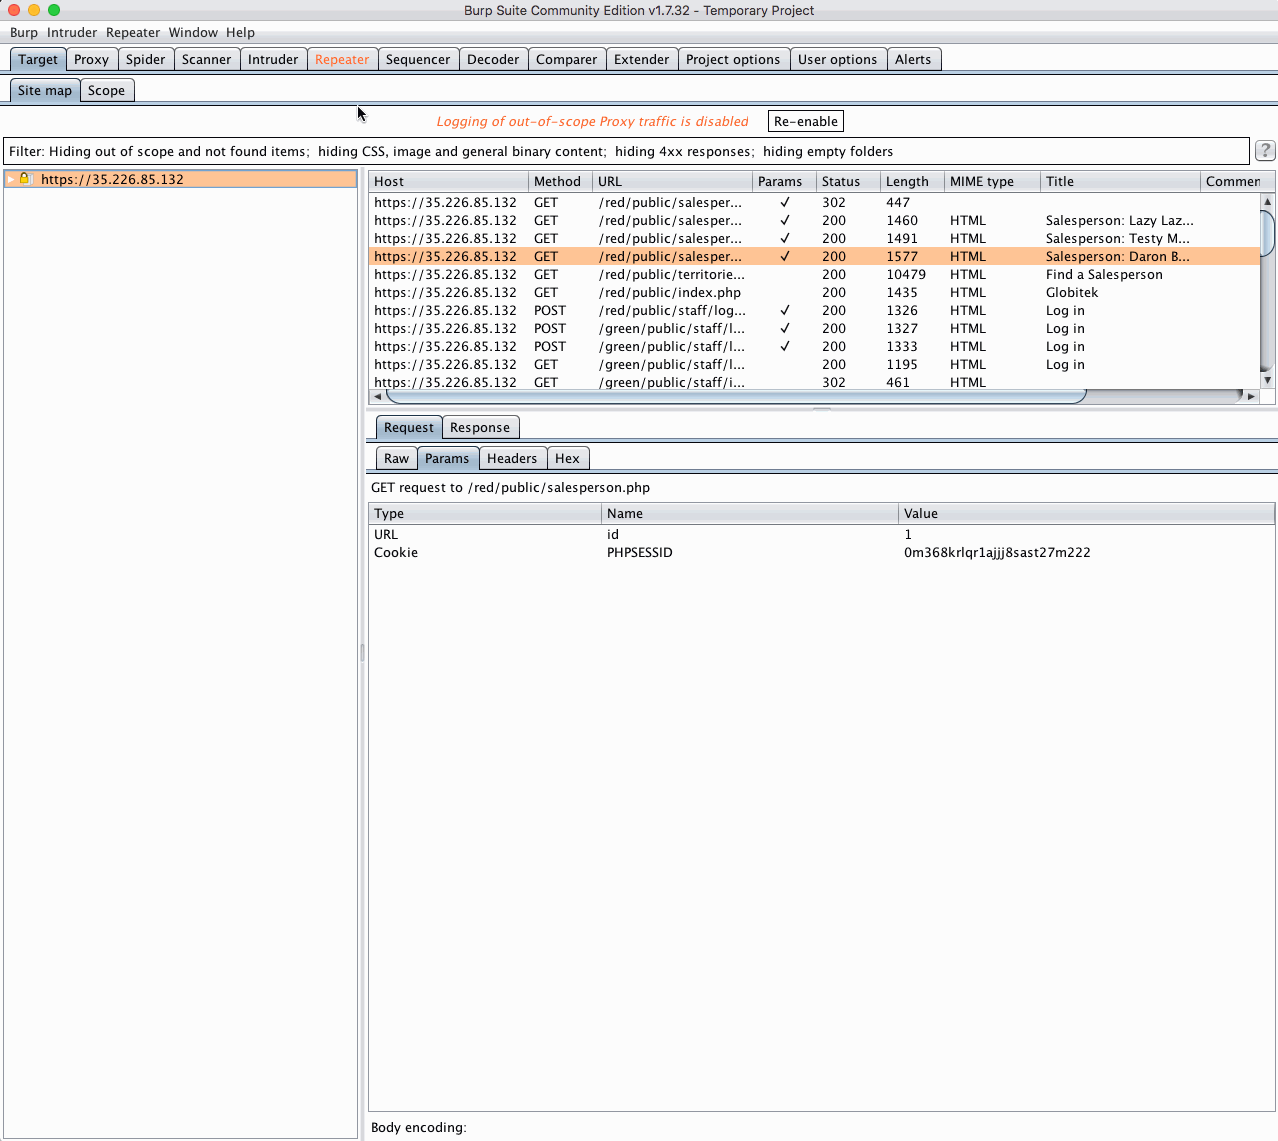 Burp Suite Community Edition v1.7.32 - Temporary Project
Burp Intruder Repeater Window Help
Target Proxy Spider Scanner Intruder Repeater Sequencer Decoder Comparer Extender Project options User options Alerts
Site map Scope
Logging of out-of-scope Proxy traffic is disabled Re-enable
Filter: Hiding out of scope and not found items; hiding CSS, image and general binary content; hiding 4xx responses; hiding empty folders ?
https://35.226.85.132
Host Method URL Params Status Length MIME type Title Commen
https://35.226.85.132 GET /red/public/salesper... ✓ 302 447
https://35.226.85.132 GET /red/public/salesper... ✓ 200 1460 HTML Salesperson: Lazy Laz...
https://35.226.85.132 GET /red/public/salesper... ✓ 200 1491 HTML Salesperson: Testy M...
https://35.226.85.132 GET /red/public/salesper... ✓ 200 1577 HTML Salesperson: Daron B...
https://35.226.85.132 GET /red/public/territorie... 200 10479 HTML Find a Salesperson
https://35.226.85.132 GET /red/public/index.php 200 1435 HTML Globitek
https://35.226.85.132 POST /red/public/staff/log... ✓ 200 1326 HTML Log in
https://35.226.85.132 POST /green/public/staff/l... ✓ 200 1327 HTML Log in
https://35.226.85.132 POST /green/public/staff/l... ✓ 200 1333 HTML Log in
https://35.226.85.132 GET /green/public/staff/l... 200 1195 HTML Log in
https://35.226.85.132 GET /green/public/staff/i... 302 461 HTML
Request Response
Raw Params Headers Hex
GET request to /red/public/salesperson.php
Type Name Value
URL id 1
Cookie PHPSESSID 0m368krlqr1ajjj8sast27m222
Body encoding: